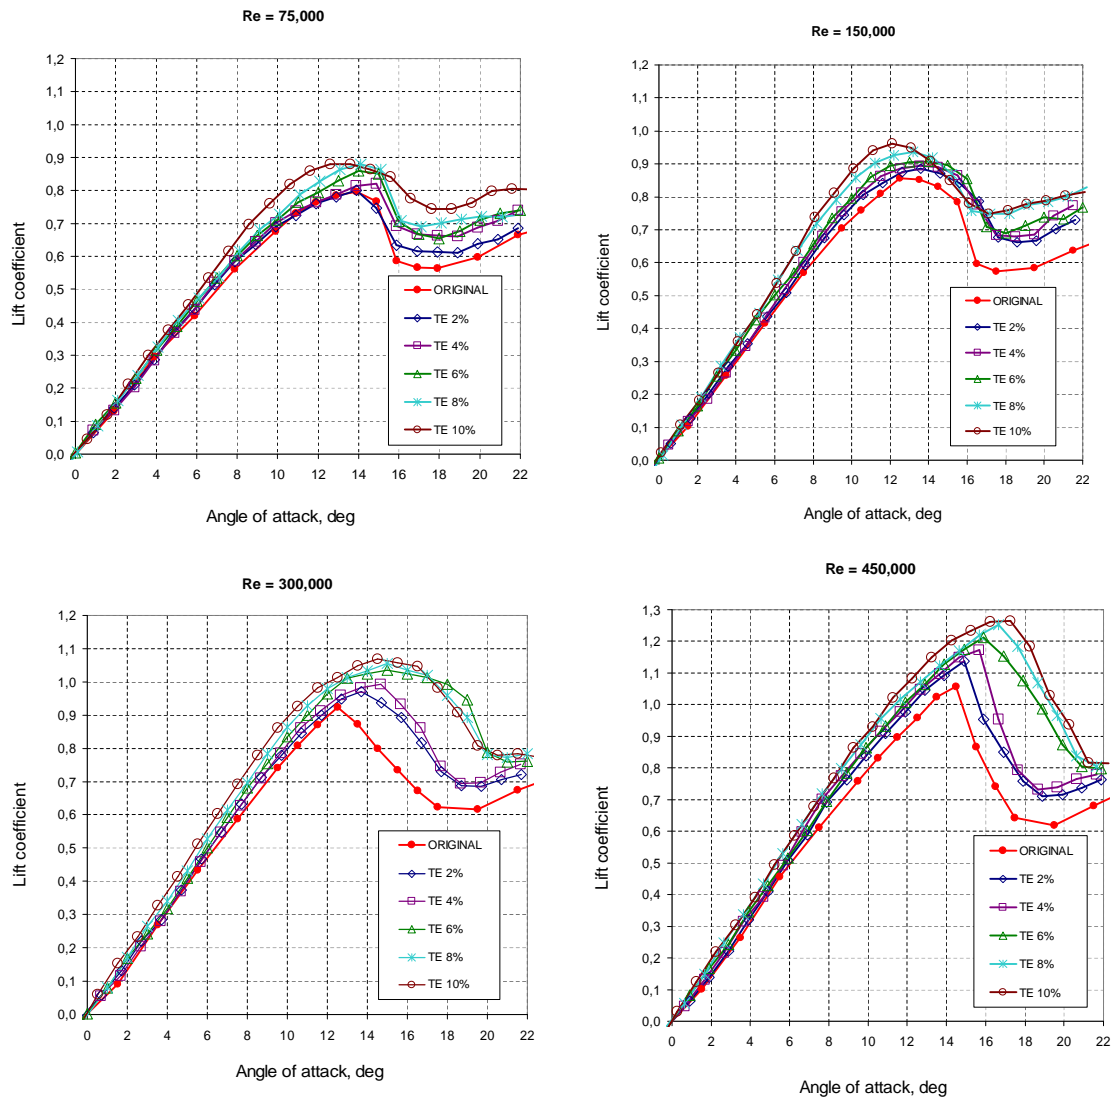 Re = 75,000
1,2
1,1
1,0
0,9
0,8
0,7
0,6
0,5
0,4
0,3
0,2
0,1
0,0
Lift coefficient
0 2 4 6 8 10 12 14 16 18 20 22
Angle of attack, deg
ORIGINAL
TE 2%
TE 4%
TE 6%
TE 8%
TE 10%
Re = 150,000
1,2
1,1
1,0
0,9
0,8
0,7
0,6
0,5
0,4
0,3
0,2
0,1
0,0
Lift coefficient
0 2 4 6 8 10 12 14 16 18 20 22
Angle of attack, deg
ORIGINAL
TE 2%
TE 4%
TE 6%
TE 8%
TE 10%
Re = 300,000
1,2
1,1
1,0
0,9
0,8
0,7
0,6
0,5
0,4
0,3
0,2
0,1
0,0
Lift coefficient
0 2 4 6 8 10 12 14 16 18 20 22
Angle of attack, deg
ORIGINAL
TE 2%
TE 4%
TE 6%
TE 8%
TE 10%
Re = 450,000
1,3
1,2
1,1
1,0
0,9
0,8
0,7
0,6
0,5
0,4
0,3
0,2
0,1
0,0
Lift coefficient
0 2 4 6 8 10 12 14 16 18 20 22
Angle of attack, deg
ORIGINAL
TE 2%
TE 4%
TE 6%
TE 8%
TE 10%